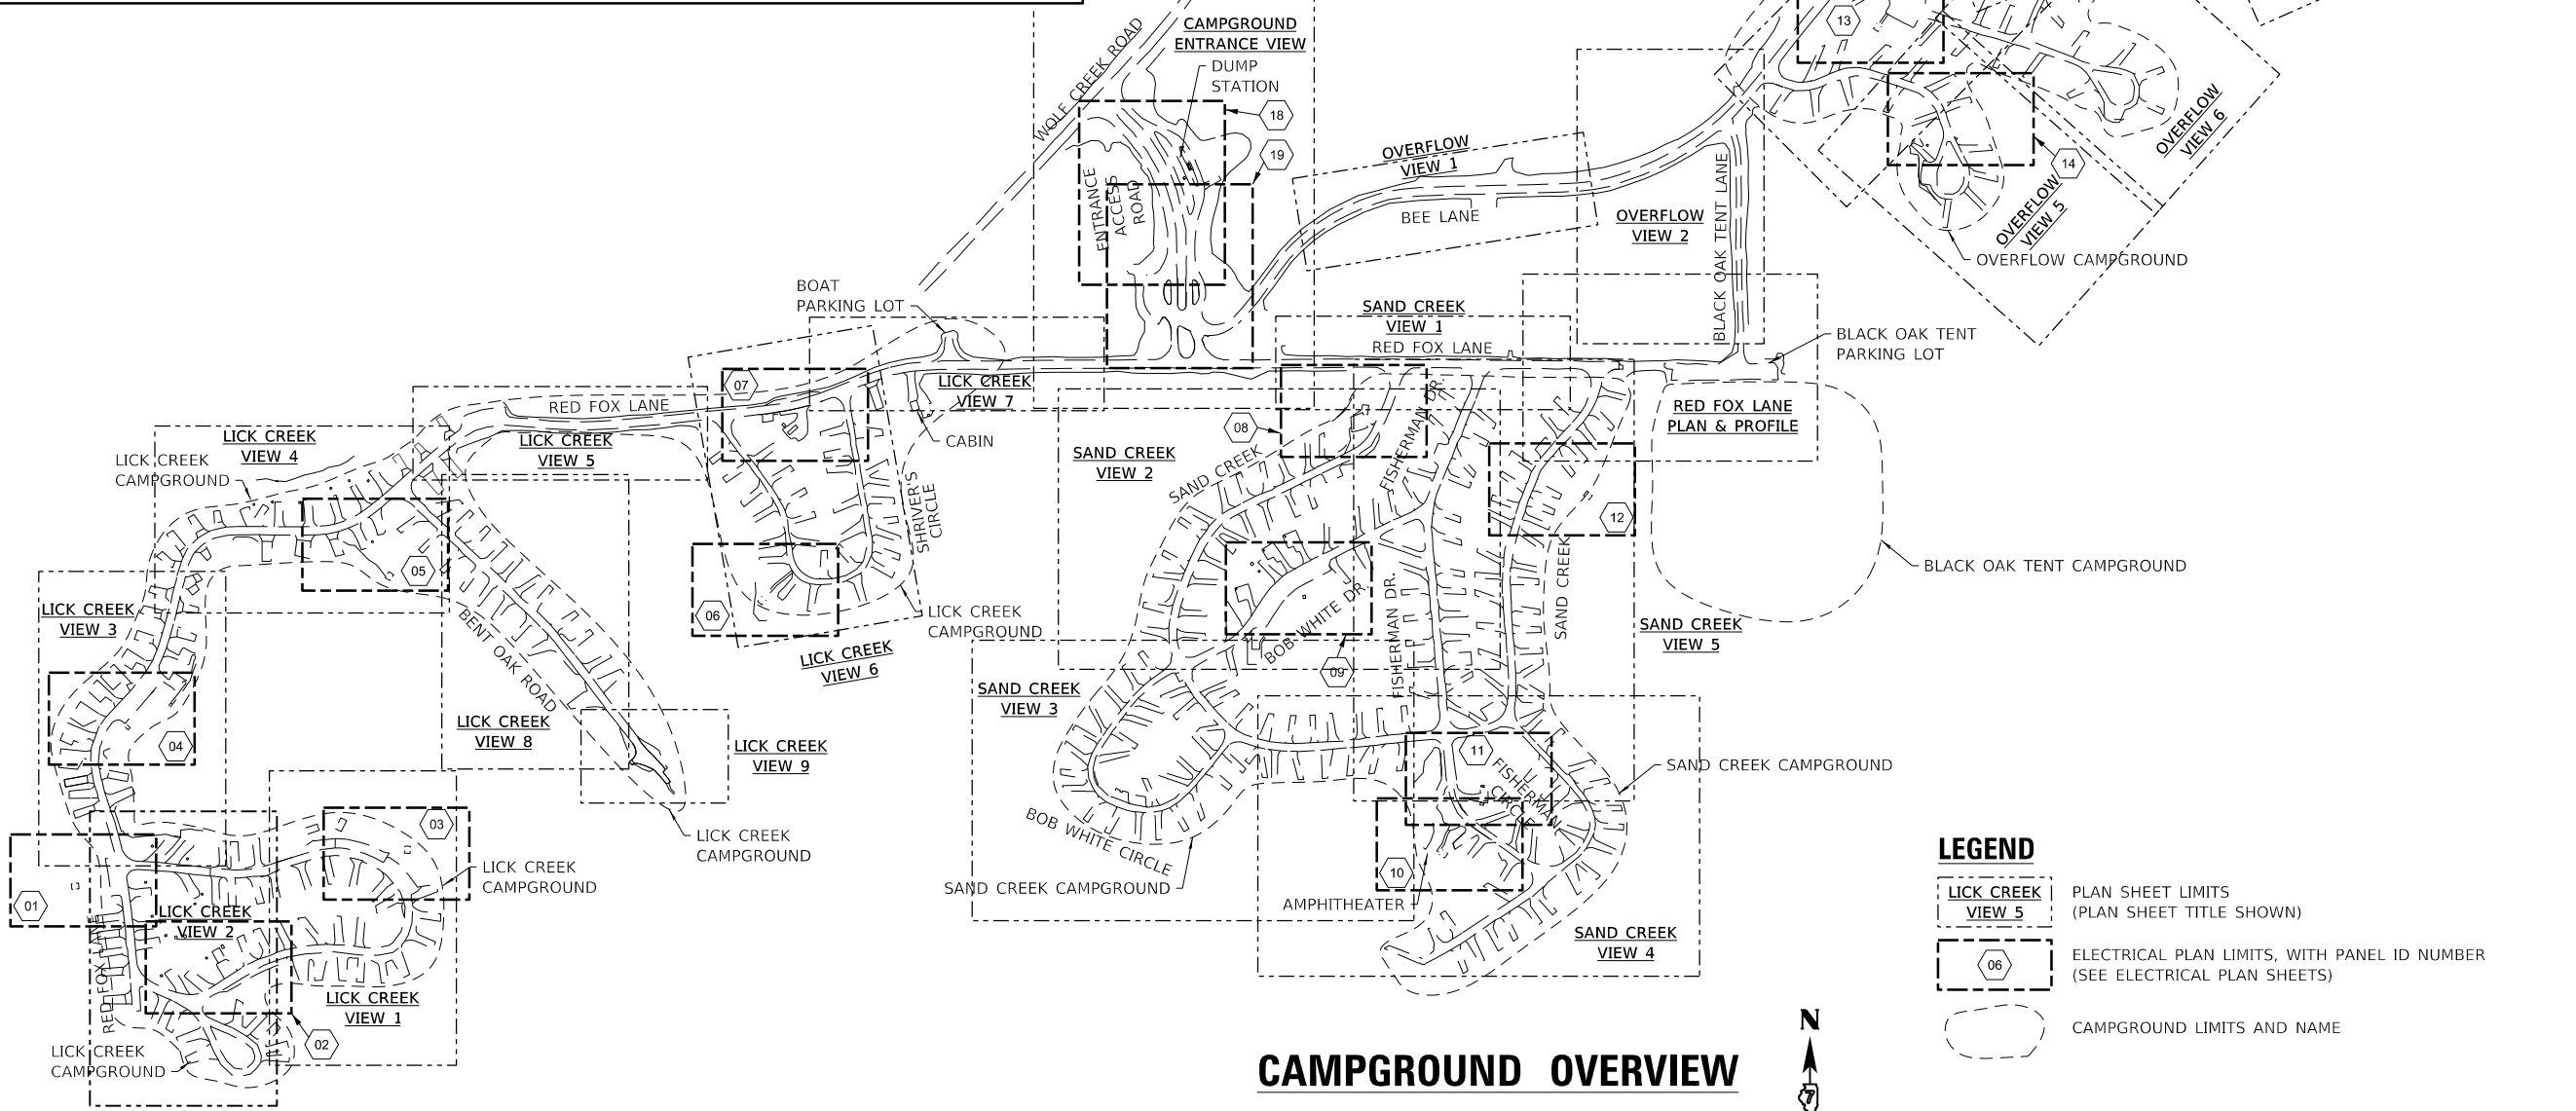 CAMPGROUND
ENTRANCE VIEW
DUMP
STATION
WOLF CREEK ROAD
13
18
19
14
OVERFLOW
VIEW 6
OVERFLOW
VIEW 5
OVERFLOW CAMPGROUND
ENTRANCE
ACCESS
ROAD
OVERFLOW
VIEW 1
BEE LANE
OVERFLOW
VIEW 2
BLACK OAK TENT LANE
BOAT
PARKING LOT
SAND CREEK
VIEW 1
RED FOX LANE
BLACK OAK TENT
PARKING LOT
07
LICK CREEK
VIEW 7
RED FOX LANE
CABIN
RED FOX LANE
PLAN & PROFILE
LICK CREEK
VIEW 4
LICK CREEK
VIEW 5
LICK CREEK
CAMPGROUND
08
SAND CREEK
VIEW 2
SAND CREEK
FISHERMAN DR.
12
SHRIVER'S
CIRCLE
05
SAND CREEK
BLACK OAK TENT CAMPGROUND
LICK CREEK
VIEW 3
06
LICK CREEK
CAMPGROUND
BENT OAK ROAD
BOB WHITE DR.
FISHERMAN DR.
09
SAND CREEK
VIEW 5
LICK CREEK
VIEW 6
SAND CREEK
VIEW 3
04
LICK CREEK
VIEW 8
LICK CREEK
VIEW 9
11
FISHERMAN
CIRCLE
SAND CREEK CAMPGROUND
03
LICK CREEK
CAMPGROUND
BOB WHITE CIRCLE
LICK CREEK
CAMPGROUND
SAND CREEK CAMPGROUND
10
AMPHITHEATER
01
LICK CREEK
VIEW 2
SAND CREEK
VIEW 4
RED FOX
LICK CREEK
VIEW 1
02
LICK CREEK
CAMPGROUND
LEGEND
LICK CREEK
VIEW 5
PLAN SHEET LIMITS
(PLAN SHEET TITLE SHOWN)
06
ELECTRICAL PLAN LIMITS, WITH PANEL ID NUMBER
(SEE ELECTRICAL PLAN SHEETS)
CAMPGROUND LIMITS AND NAME
N
7
CAMPGROUND OVERVIEW